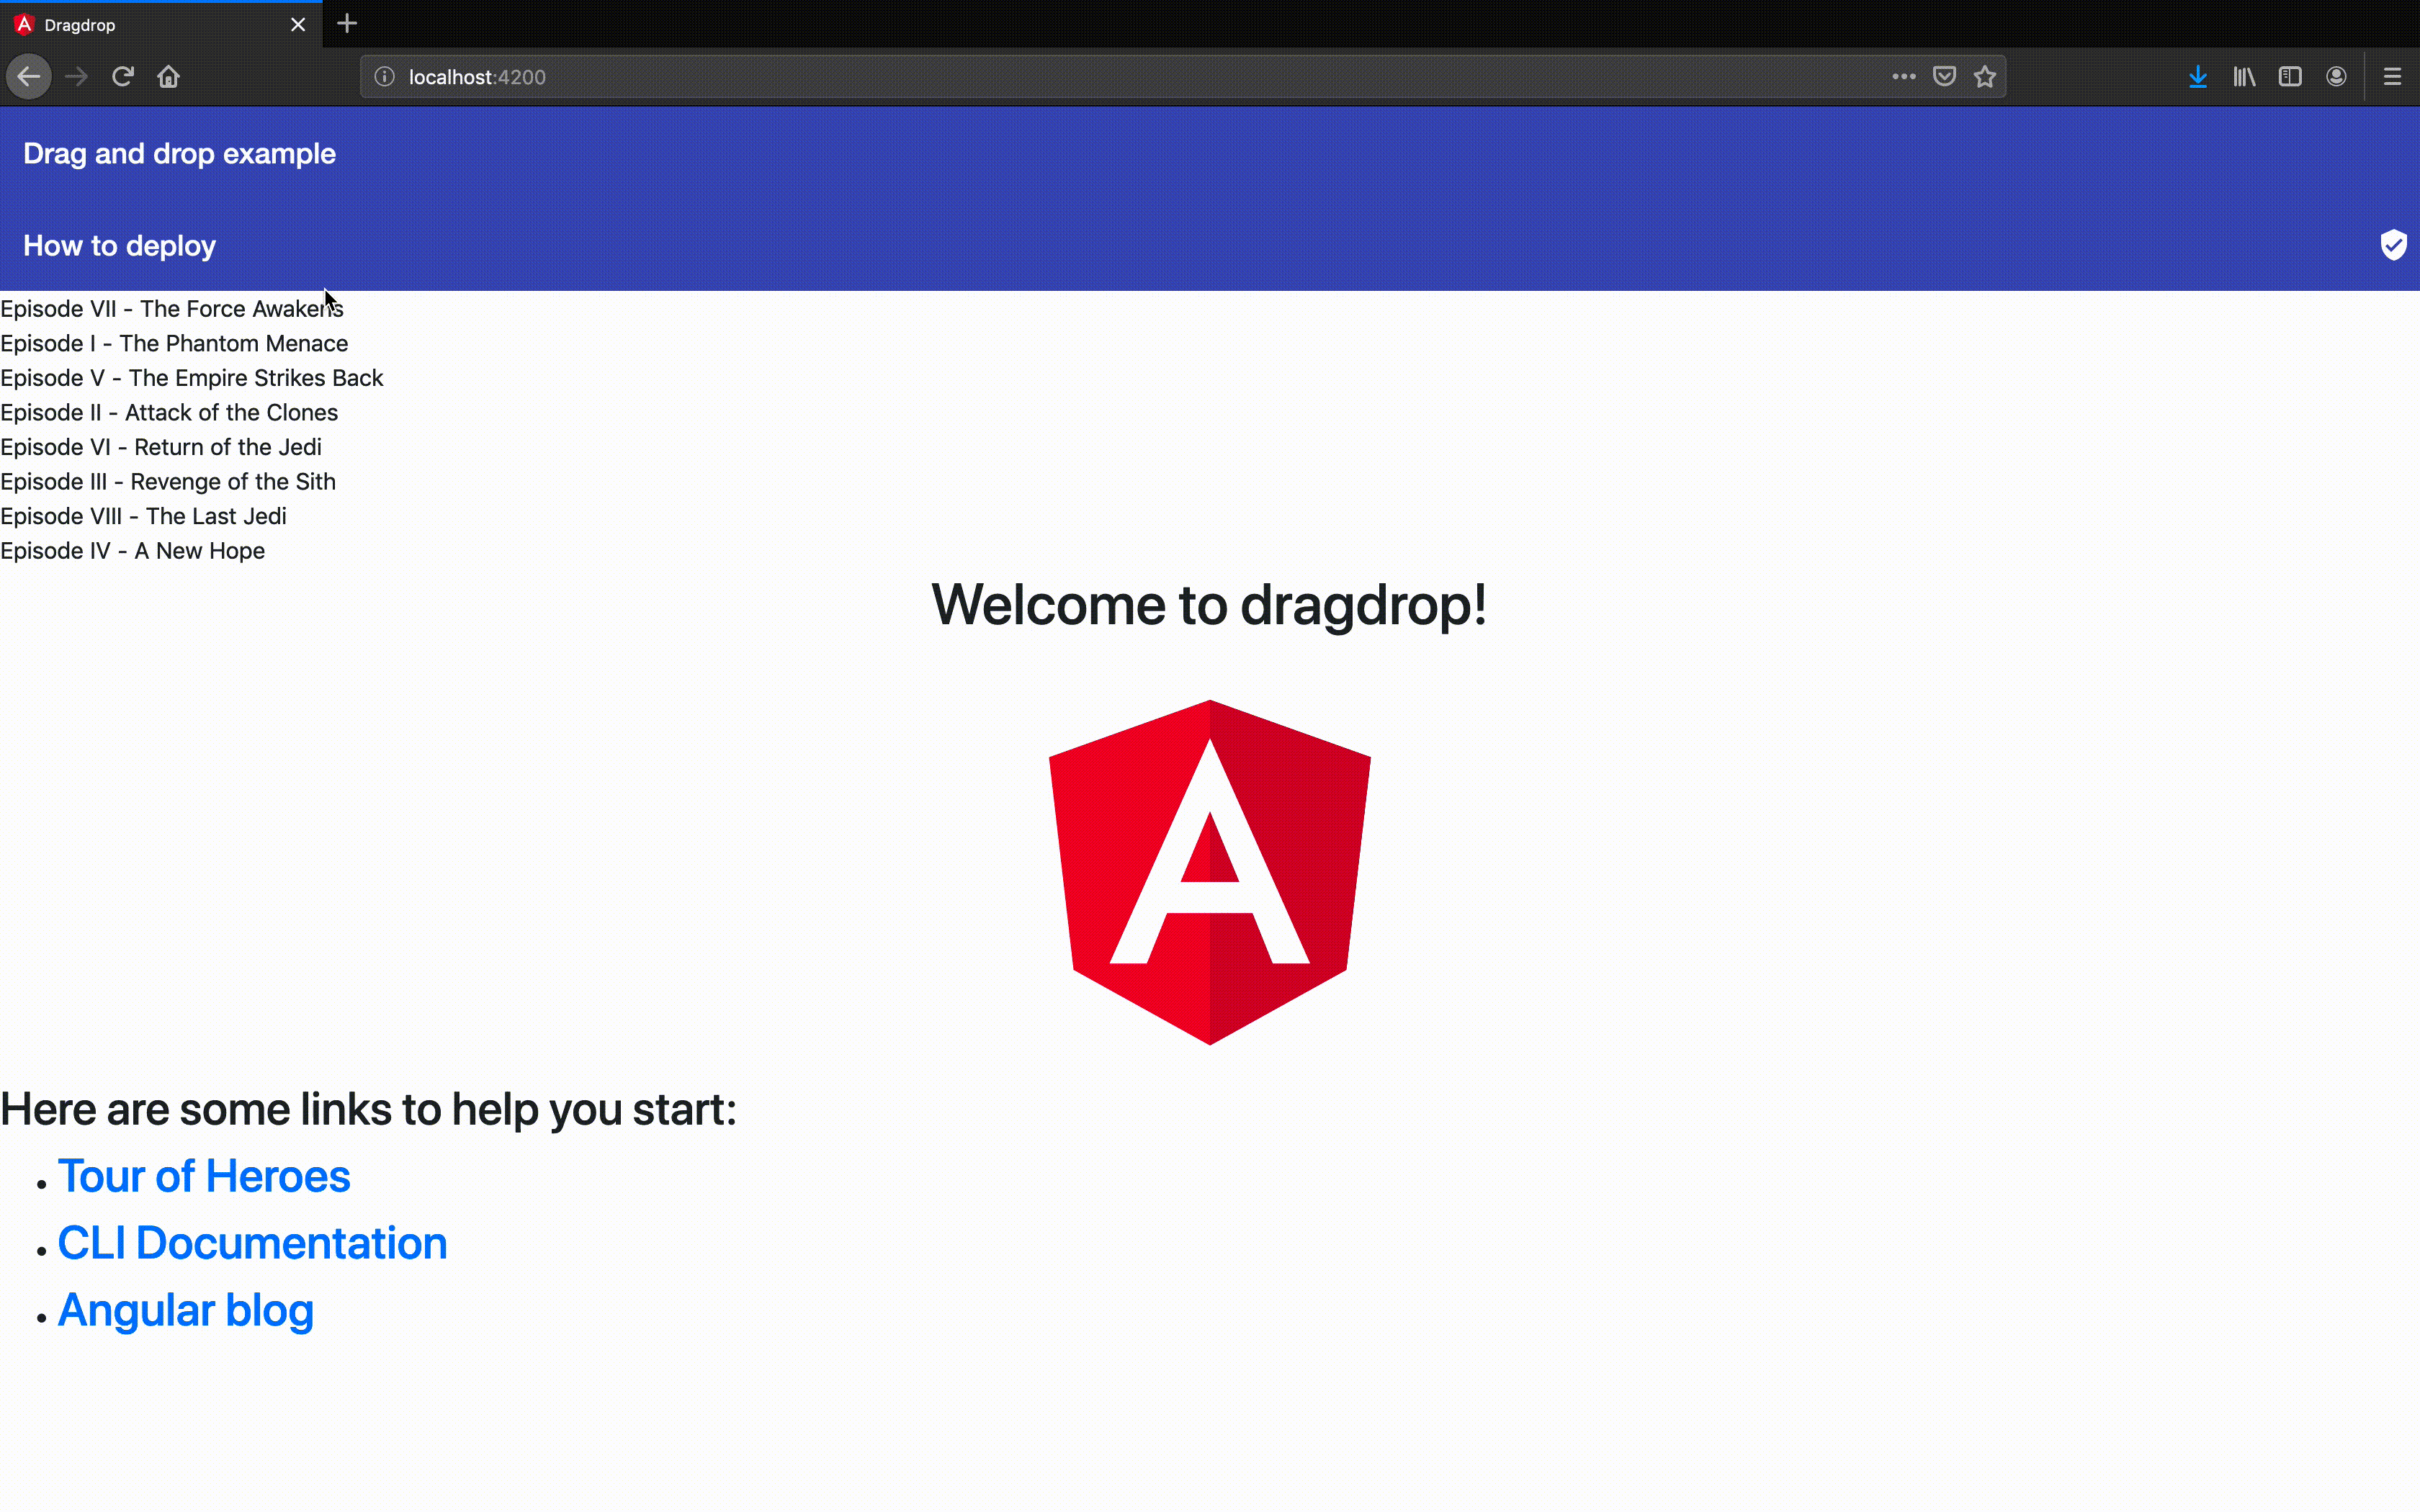 Dragdrop
localhost:4200
Drag and drop example
How to deploy
Episode VII - The Force Awakens
Episode I - The Phantom Menace
Episode V - The Empire Strikes Back
Episode II - Attack of the Clones
Episode VI - Return of the Jedi
Episode III - Revenge of the Sith
Episode VIII - The Last Jedi
Episode IV - A New Hope
Welcome to dragdrop!
Here are some links to help you start:
Tour of Heroes
CLI Documentation
Angular blog